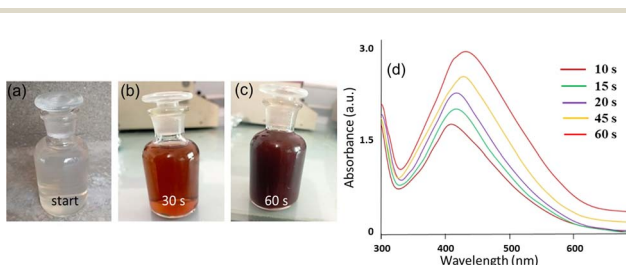 (a)
start
(b)
30 s
(c)
60 s
(d)
Absorbance (a.u.)
3.0
1.5
0
300
400
500
600
Wavelength (nm)
10 s
15 s
20 s
45 s
60 s